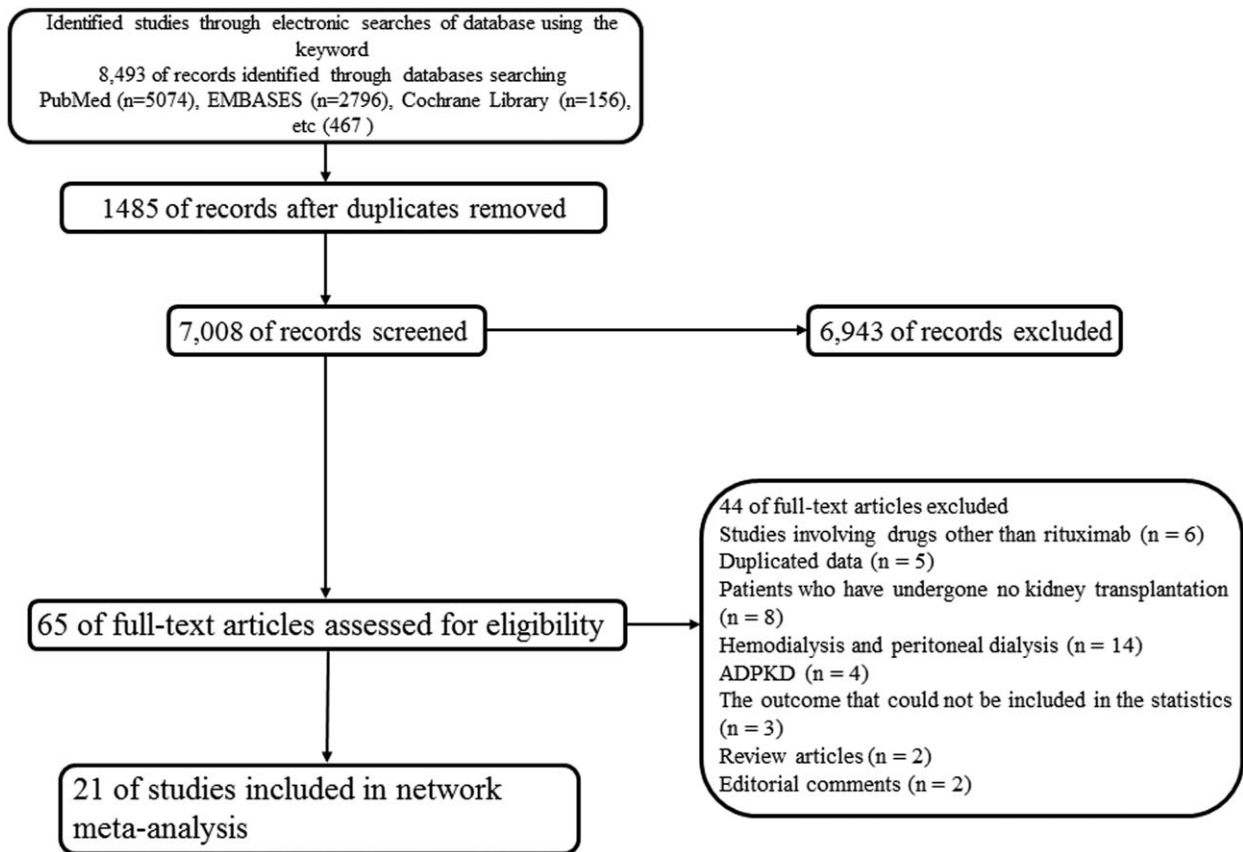 Identified studies through electronic searches of database using the
keyword
8,493 of records identified through databases searching
PubMed (n=5074), EMBASES (n=2796), Cochrane Library (n=156),
etc (467 )
1485 of records after duplicates removed
7,008 of records screened
6,943 of records excluded
65 of full-text articles assessed for eligibility
44 of full-text articles excluded
Studies involving drugs other than rituximab (n = 6)
Duplicated data (n = 5)
Patients who have undergone no kidney transplantation
(n = 8)
Hemodialysis and peritoneal dialysis (n = 14)
ADPKD (n = 4)
The outcome that could not be included in the statistics
(n = 3)
Review articles (n = 2)
Editorial comments (n = 2)
21 of studies included in network
meta-analysis